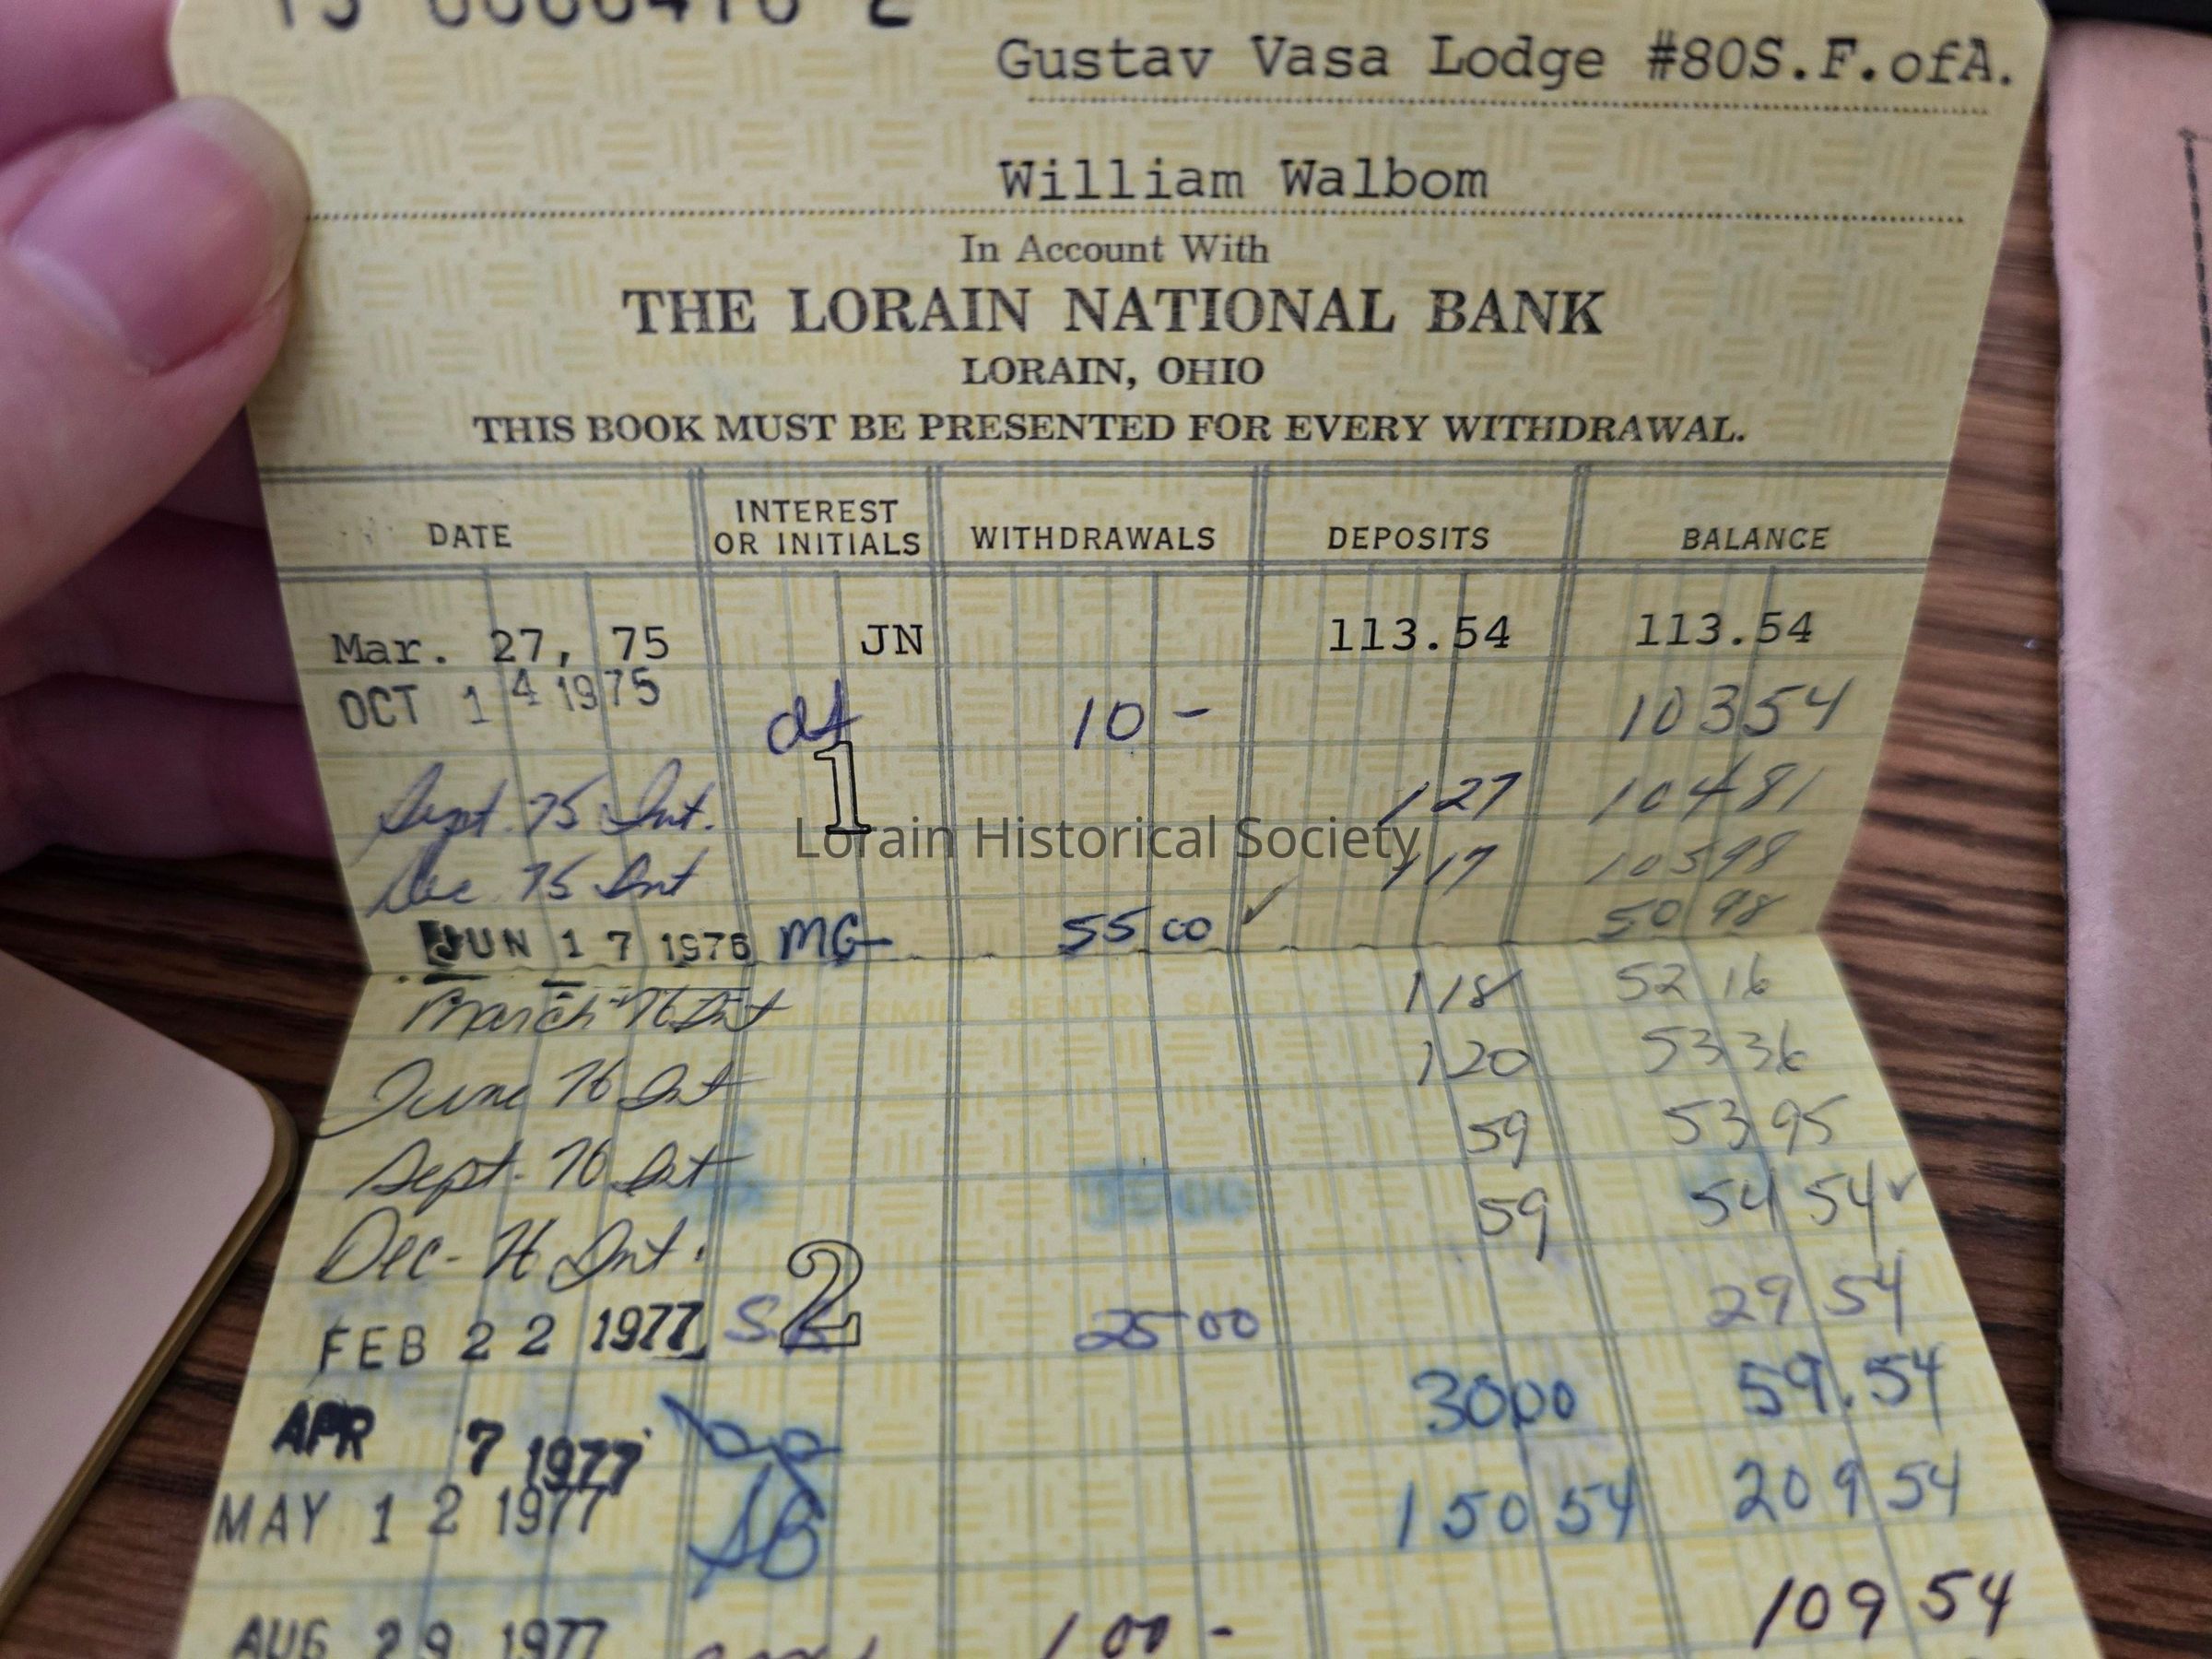 Gustav Vasa Lodge #80S.F.ofA.
William Walbom
In Account With
THE LORAIN NATIONAL BANK
LORAIN, OHIO
THIS BOOK MUST BE PRESENTED FOR EVERY WITHDRAWAL.
DATE INTEREST OR INITIALS WITHDRAWALS DEPOSITS BALANCE
Mar. 27, 75 JN 113.54 113.54
OCT 14 1975 10 - 103 54
1
Sept. 75 Int. 1 27 104 81
Lorain Historical Society
Dec. 75 Int 1 17 105 98
JUN 17 1976 MG 55 00 50 98
March 76 Int 1 18 52 16
HAMMERMILL SENTRY SAFETY
June 76 Int 1 20 53 36
Sept. 76 Int 59 53 95
Dec - 76 Int. 59 54 54
2
FEB 22 1977 25 00 29 54
APR 7 1977 30 00 59.54
MAY 12 1977 150 54 209 54
AUG 29 1977 100 - 109 54